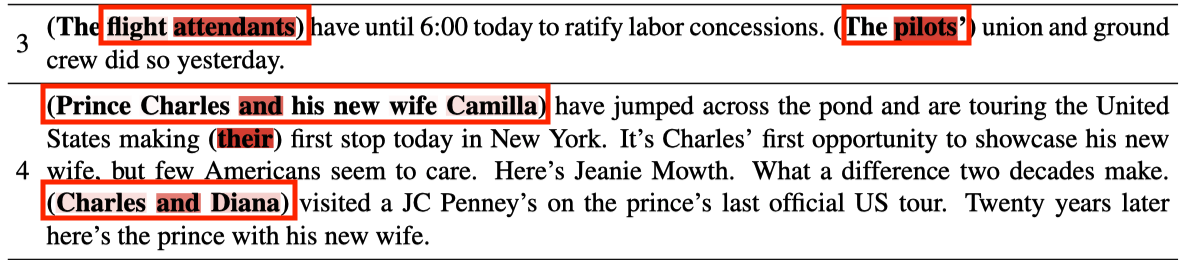 3 (The flight attendants) have until 6:00 today to ratify labor concessions. (The pilots’) union and ground
crew did so yesterday.
(Prince Charles and his new wife Camilla) have jumped across the pond and are touring the United
States making (their) first stop today in New York. It’s Charles’ first opportunity to showcase his new
4 wife, but few Americans seem to care. Here’s Jeanie Mowth. What a difference two decades make.
(Charles and Diana) visited a JC Penney’s on the prince’s last official US tour. Twenty years later
here’s the prince with his new wife.